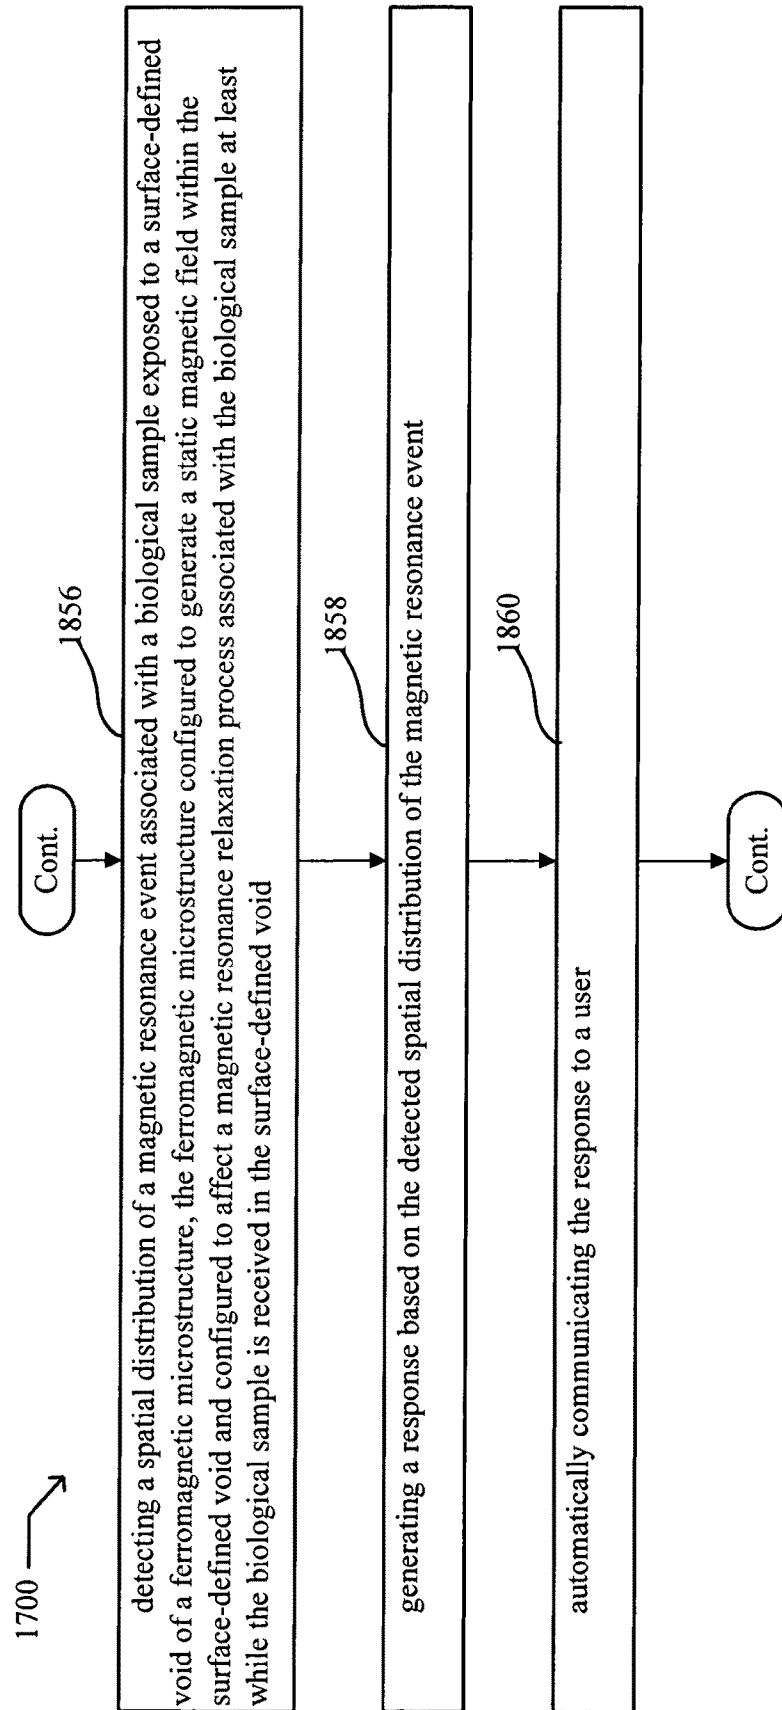 1700
Cont.
1856
detecting a spatial distribution of a magnetic resonance event associated with a biological sample exposed to a surface-defined
void of a ferromagnetic microstructure, the ferromagnetic microstructure configured to generate a static magnetic field within the
surface-defined void and configured to affect a magnetic resonance relaxation process associated with the biological sample at least
while the biological sample is received in the surface-defined void
1858
generating a response based on the detected spatial distribution of the magnetic resonance event
1860
automatically communicating the response to a user
Cont.